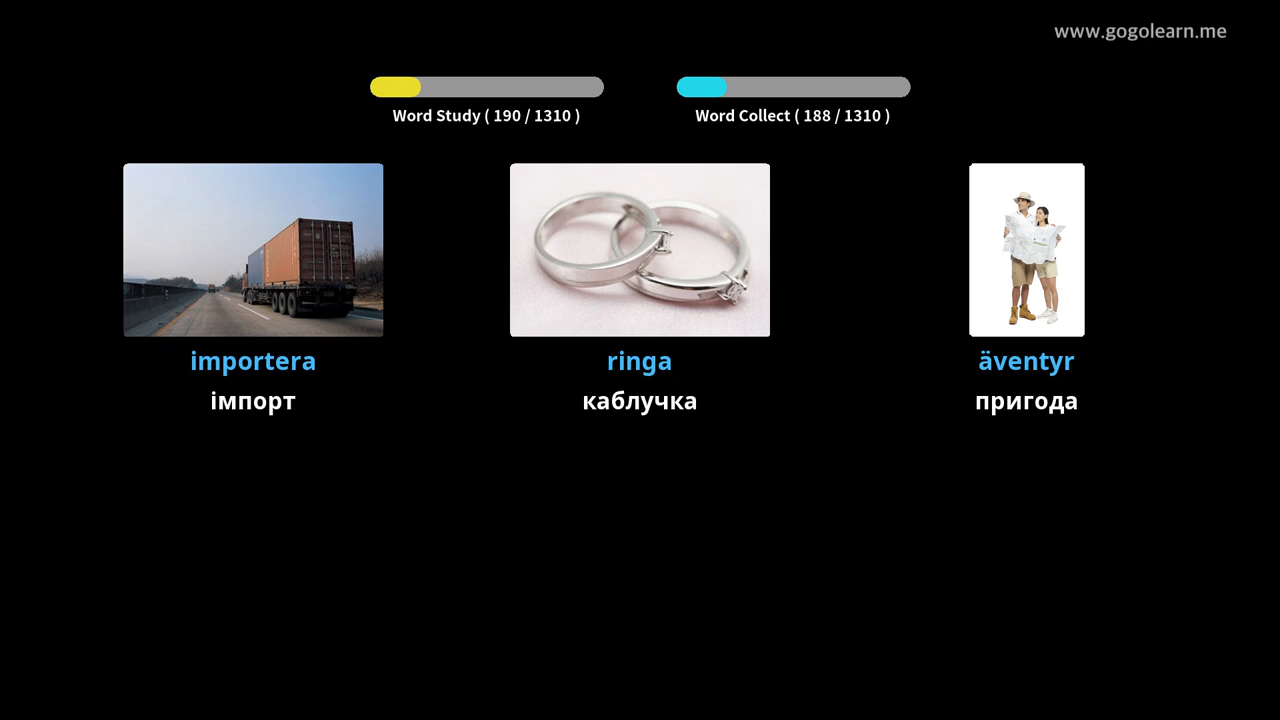 www.gogolearn.me
Word Study ( 190 / 1310 )
Word Collect ( 188 / 1310 )
importera
ringa
äventyr
імпорт
каблучка
пригода